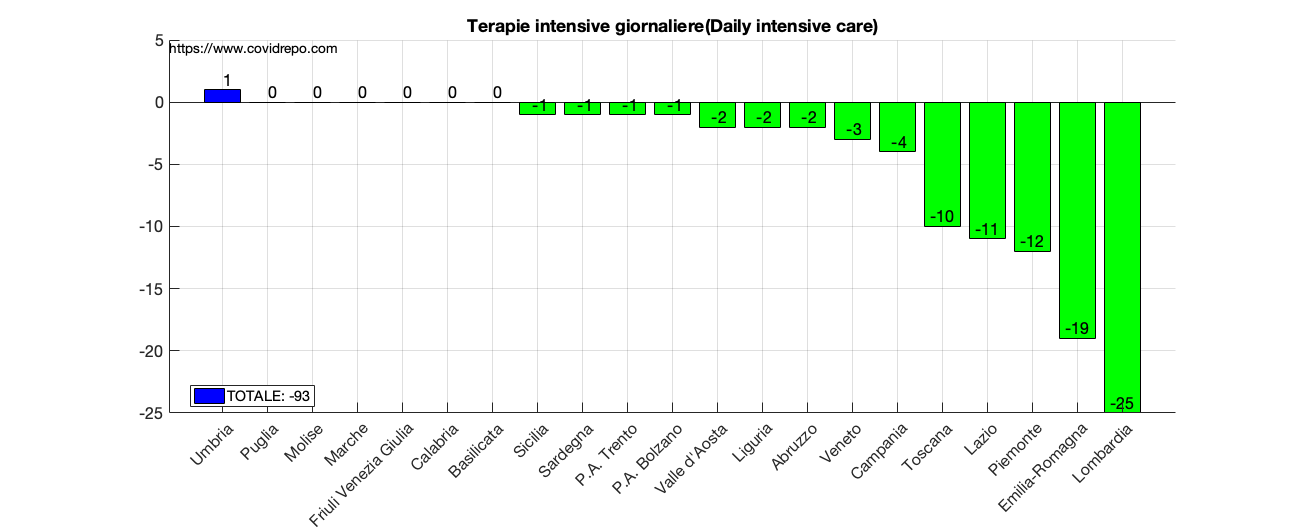 Terapie intensive giornaliere(Daily intensive care)
https://www.covidrepo.com
5
0
-5
-10
-15
-20
-25
1
0
0
0
0
0
0
-1
-1
-1
-1
-2
-2
-2
-3
-4
-10
-11
-12
-19
-25
TOTALE: -93
Umbria
Puglia
Molise
Marche
Friuli Venezia Giulia
Calabria
Basilicata
Sicilia
Sardegna
P.A. Trento
P.A. Bolzano
Valle d'Aosta
Liguria
Abruzzo
Veneto
Campania
Toscana
Lazio
Piemonte
Emilia-Romagna
Lombardia